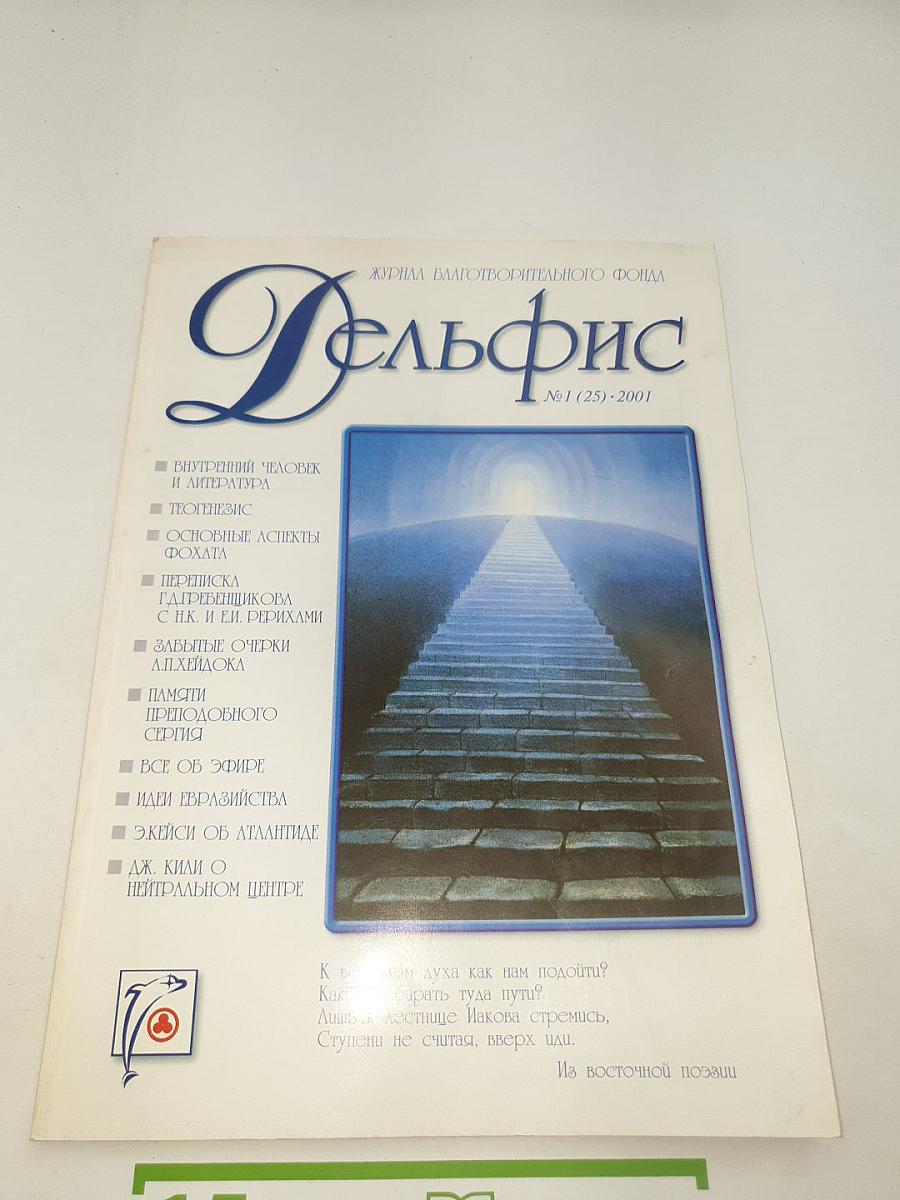 ЖУРНАЛ БЛАГОТВОРИТЕЛЬНОГО ФОНДА
Дельфис
№1 (25) · 2001
ВНУТРЕННИЙ ЧЕЛОВЕК
И ЛИТЕРАТУРА
ТЕОГЕНЕЗИС
ОСНОВНЫЕ АСПЕКТЫ
ФОХАТА
ПЕРЕПИСКА
Г.Д.ГРЕБЕНЩИКОВА
С Н.К. И Е.И. РЕРИХАМИ
ЗАБЫТЫЕ ОЧЕРКИ
А.П.ХЕЙДОКА
ПАМЯТИ
ПРЕПОДОБНОГО
СЕРГИЯ
ВСЕ ОБ ЭФИРЕ
ИДЕИ ЕВРАЗИЙСТВА
Э.КЕЙСИ ОБ АТЛАНТИДЕ
ДЖ. КИЛИ О
НЕЙТРАЛЬНОМ ЦЕНТРЕ
К духа как нам подойти?
туда пути?
Лишь лестнице Иакова стремись,
Ступени не считая, вверх иди.
Из восточной поэзии